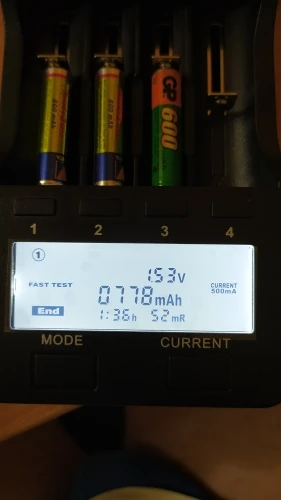 GP 600
1 2 3 4
①
1.53v
FAST TEST
0778mAh
CURRENT
500mA
End
1:36h 52mR
MODE CURRENT